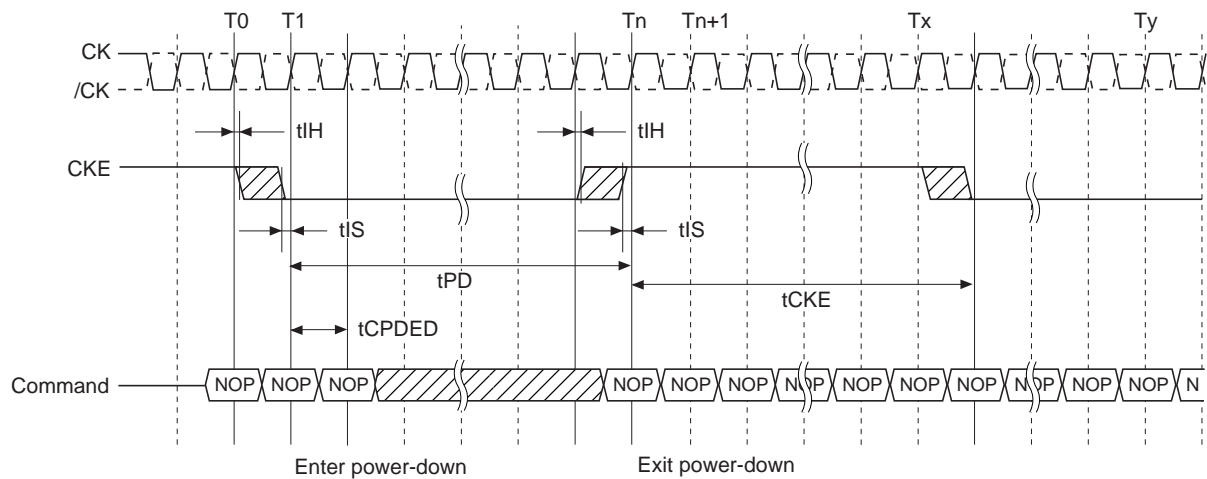 T0 T1 Tn Tn+1 Tx Ty
CK
/CK
tIH tIH
CKE
tIS tIS
tPD
tCKE
tCPDED
Command NOP NOP NOP NOP NOP NOP NOP NOP NOP NOP NOP NOP NOP N
Enter power-down Exit power-down